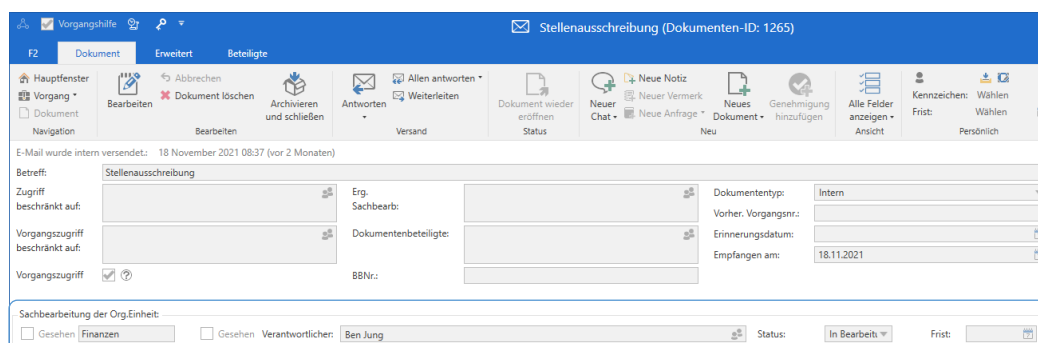 Vorgangshilfe
Stellenausschreibung (Dokumenten-ID: 1265)
F2 Dokument Erweitert Beteiligte
Hauptfenster
Vorgang
Dokument
Navigation
Bearbeiten
Abbrechen
Dokument löschen
Archivieren
und schließen
Bearbeiten
Antworten
Allen antworten
Weiterleiten
Versand
Dokument wieder
eröffnen
Status
Neuer
Chat
Neue Notiz
Neuer Vermerk
Neue Anfrage
Neues
Dokument
Genehmigung
hinzufügen
Neu
Alle Felder
anzeigen
Ansicht
Kennzeichen: Wählen
Frist: Wählen
Persönlich
E-Mail wurde intern versendet.: 18 November 2021 08:37 (vor 2 Monaten)
Betreff: Stellenausschreibung
Zugriff
beschränkt auf:
Erg.
Sachbearb:
Dokumententyp: Intern
Vorher. Vorgangsnr.:
Vorgangszugriff
beschränkt auf:
Dokumentenbeteiligte:
Erinnerungsdatum:
Empfangen am: 18.11.2021
Vorgangszugriff
BBNr.:
Sachbearbeitung der Org.Einheit:
Gesehen Finanzen Gesehen Verantwortlicher: Ben Jung Status: In Bearbeitu Frist: